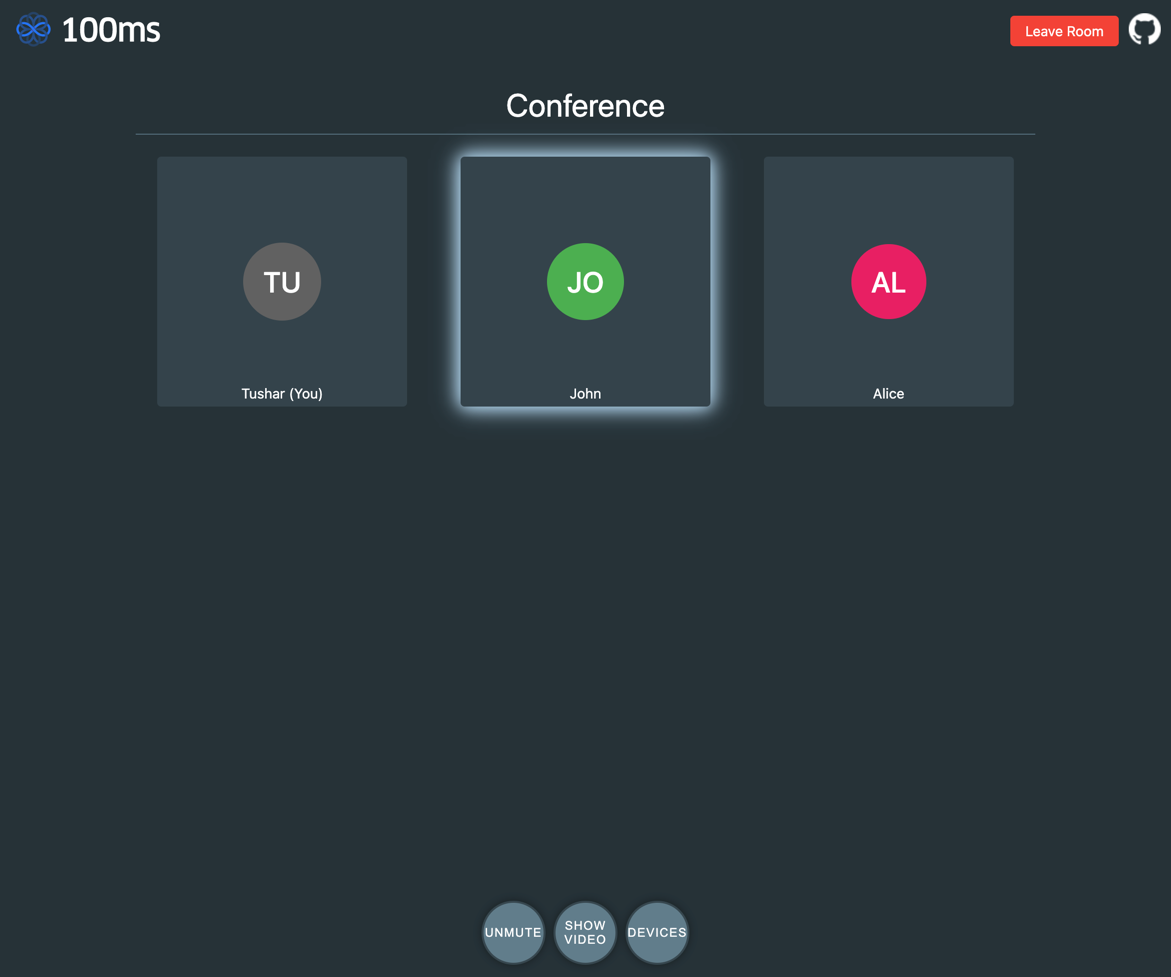 100ms
Leave Room
Conference
TU
JO
AL
Tushar (You)
John
Alice
UNMUTE
SHOW
VIDEO
DEVICES